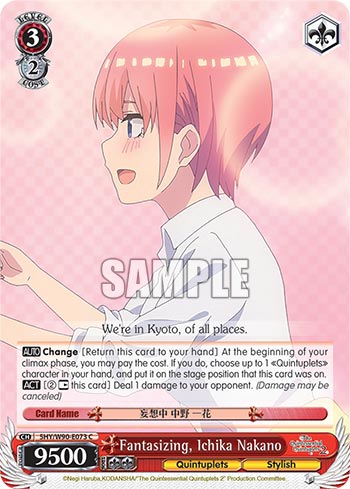 LEVEL
3
2
COST
SAMPLE
We're in Kyoto, of all places.
AUTO Change [Return this card to your hand] At the beginning of your
climax phase, you may pay the cost. If you do, choose up to 1 «Quintuplets»
character in your hand, and put it on the stage position that this card was on.
ACT [② Rest this card] Deal 1 damage to your opponent. (Damage may be
canceled)
Card Name 妄想中 中野 一花
CH 5HY/W90-E073 C Fantasizing, Ichika Nakano
9500 Quintuplets Stylish
©Negi Haruba,KODANSHA/"The Quintessential Quintuplets 2" Production Committee.